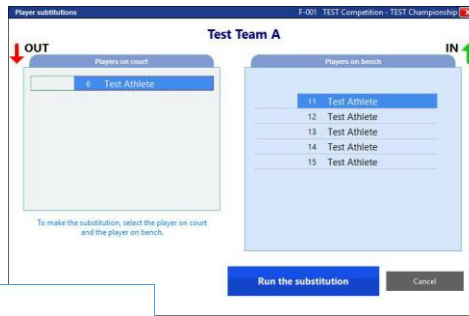 Player subtitutions
F-001 TEST Competition - TEST Championship
Test Team A
OUT
IN
Players on court
Players on bench
6 Test Athlete
11 Test Athlete
12 Test Athlete
13 Test Athlete
14 Test Athlete
15 Test Athlete
To make the substitution, select the player on court
and the player on bench.
Run the substitution
Cancel